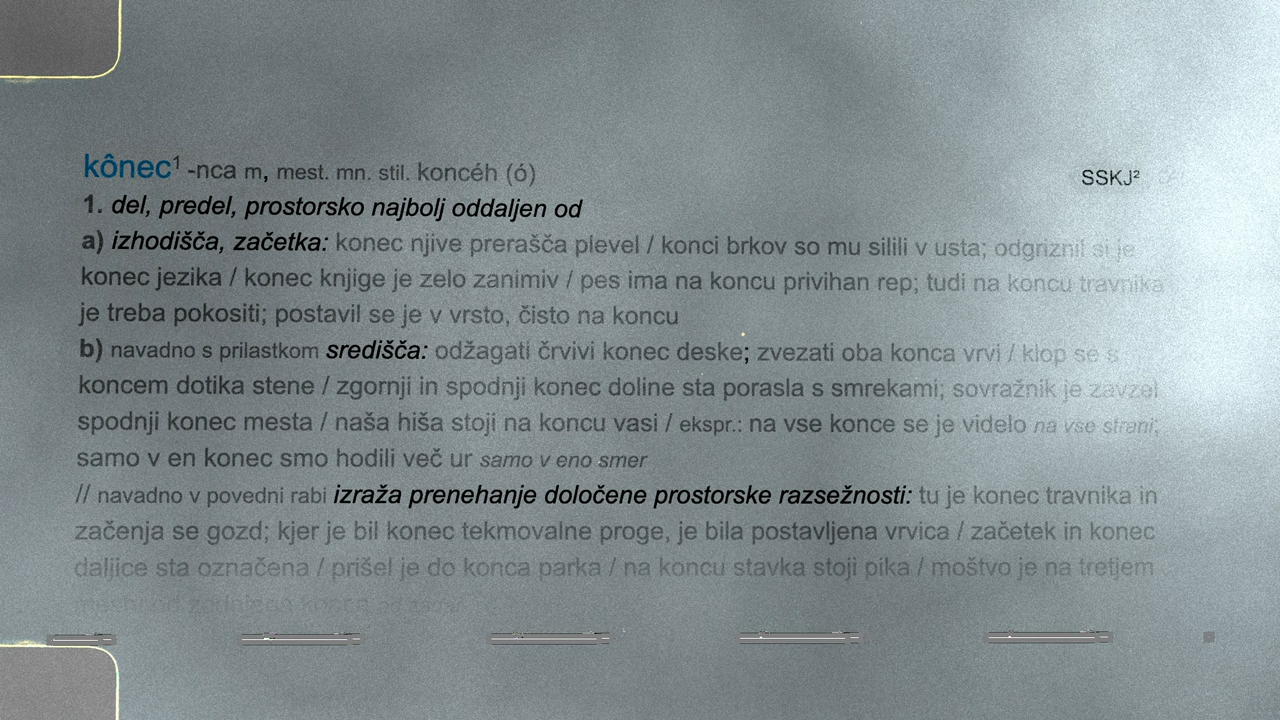 kônec¹ -nca m, mest. mn. stil. koncéh (ó)
SSKJ²
1. del, predel, prostorsko najbolj oddaljen od
a) izhodišča, začetka: konec njive prerašča plevel / konci brkov so mu silili v usta; odgriznil si je
konec jezika / konec knjige je zelo zanimiv / pes ima na koncu privihan rep; tudi na koncu travnika
je treba pokositi; postavil se je v vrsto, čisto na koncu
b) navadno s prilastkom središča: odžagati črvivi konec deske; zvezati oba konca vrvi / klop se s
koncem dotika stene / zgornji in spodnji konec doline sta porasla s smrekami; sovražnik je zavzel
spodnji konec mesta / naša hiša stoji na koncu vasi / ekspr.: na vse konce se je videlo na vse strani;
samo v en konec smo hodili več ur samo v eno smer
// navadno v povedni rabi izraža prenehanje določene prostorske razsežnosti: tu je konec travnika in
začenja se gozd; kjer je bil konec tekmovalne proge, je bila postavljena vrvica / začetek in konec
daljice sta označena / prišel je do konca parka / na koncu stavka stoji pika / moštvo je na tretjem